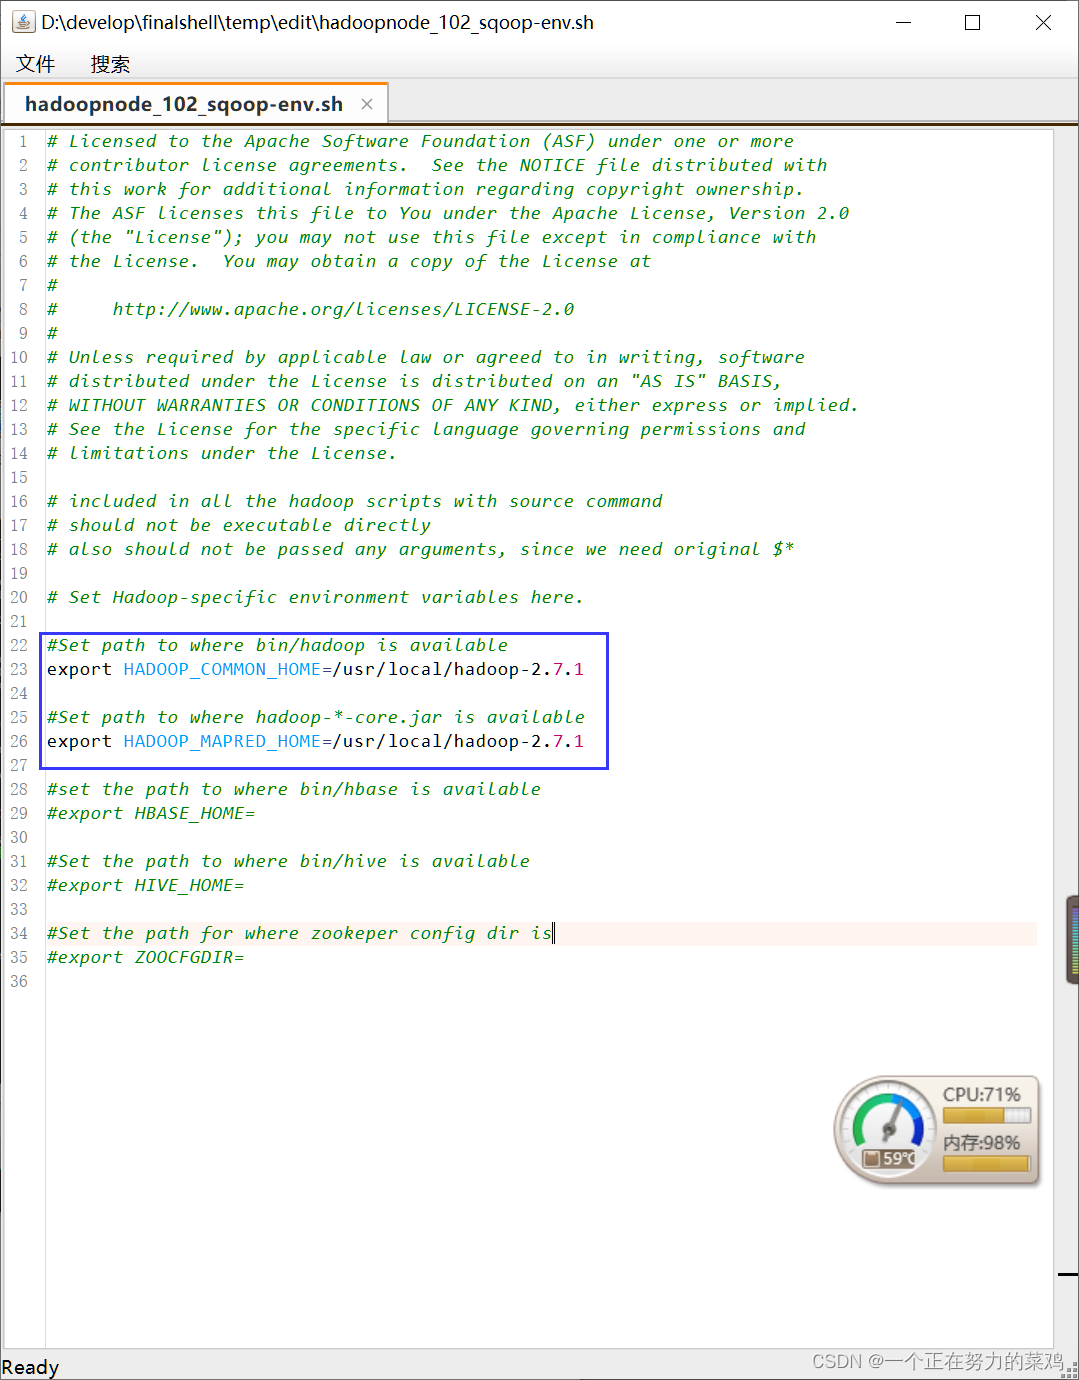 D:\develop\finalshell\temp\edit\hadoopnode_102_sqoop-env.sh
文件 搜索
hadoopnode_102_sqoop-env.sh ×
1 # Licensed to the Apache Software Foundation (ASF) under one or more
2 # contributor license agreements.  See the NOTICE file distributed with
3 # this work for additional information regarding copyright ownership.
4 # The ASF licenses this file to You under the Apache License, Version 2.0
5 # (the "License"); you may not use this file except in compliance with
6 # the License.  You may obtain a copy of the License at
7 #
8 #     http://www.apache.org/licenses/LICENSE-2.0
9 #
10 # Unless required by applicable law or agreed to in writing, software
11 # distributed under the License is distributed on an "AS IS" BASIS,
12 # WITHOUT WARRANTIES OR CONDITIONS OF ANY KIND, either express or implied.
13 # See the License for the specific language governing permissions and
14 # limitations under the License.
15
16 # included in all the hadoop scripts with source command
17 # should not be executable directly
18 # also should not be passed any arguments, since we need original $*
19
20 # Set Hadoop-specific environment variables here.
21
22 #Set path to where bin/hadoop is available
23 export HADOOP_COMMON_HOME=/usr/local/hadoop-2.7.1
24
25 #Set path to where hadoop-*-core.jar is available
26 export HADOOP_MAPRED_HOME=/usr/local/hadoop-2.7.1
27
28 #set the path to where bin/hbase is available
29 #export HBASE_HOME=
30
31 #Set the path to where bin/hive is available
32 #export HIVE_HOME=
33
34 #Set the path for where zookeper config dir is
35 #export ZOOCFGDIR=
36
CPU:71%
内存:98%
59℃
Ready
CSDN @一个正在努力的菜鸡